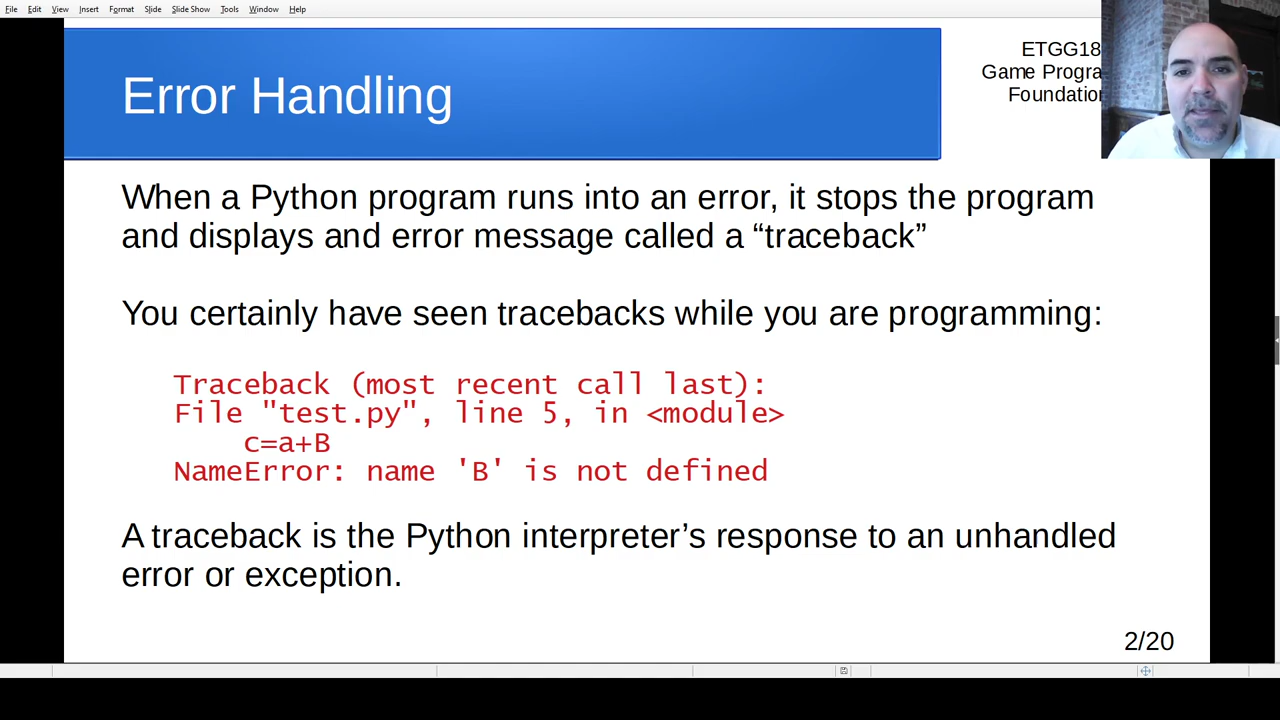 File Edit View Insert Format Slide Slide Show Tools Window Help
Error Handling
ETGG18
Game Progra
Foundation
When a Python program runs into an error, it stops the program
and displays and error message called a “traceback”
You certainly have seen tracebacks while you are programming:
Traceback (most recent call last):
File "test.py", line 5, in <module>
c=a+B
NameError: name 'B' is not defined
A traceback is the Python interpreter’s response to an unhandled
error or exception.
2/20